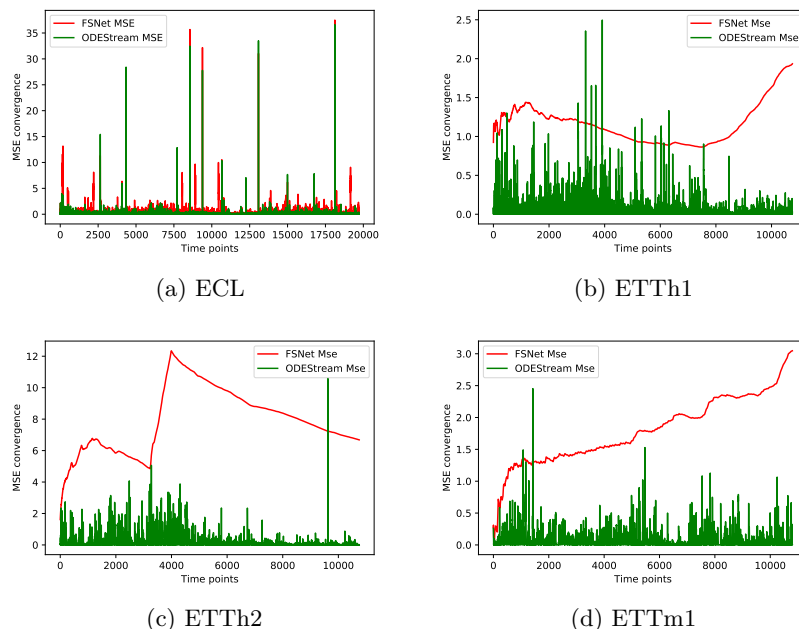 FSNet MSE
ODEStream MSE
MSE convergence
35
30
25
20
15
10
5
0
0 2500 5000 7500 10000 12500 15000 17500 20000
Time points
(a) ECL
FSNet Mse
ODEStream Mse
MSE convergence
2.5
2.0
1.5
1.0
0.5
0.0
0 2000 4000 6000 8000 10000
Time points
(b) ETTh1
FSNet Mse
ODEStream Mse
MSE convergence
12
10
8
6
4
2
0
0 2000 4000 6000 8000 10000
Time points
(c) ETTh2
FSNet Mse
ODEStream Mse
MSE convergence
3.0
2.5
2.0
1.5
1.0
0.5
0.0
0 2000 4000 6000 8000 10000
Time points
(d) ETTm1